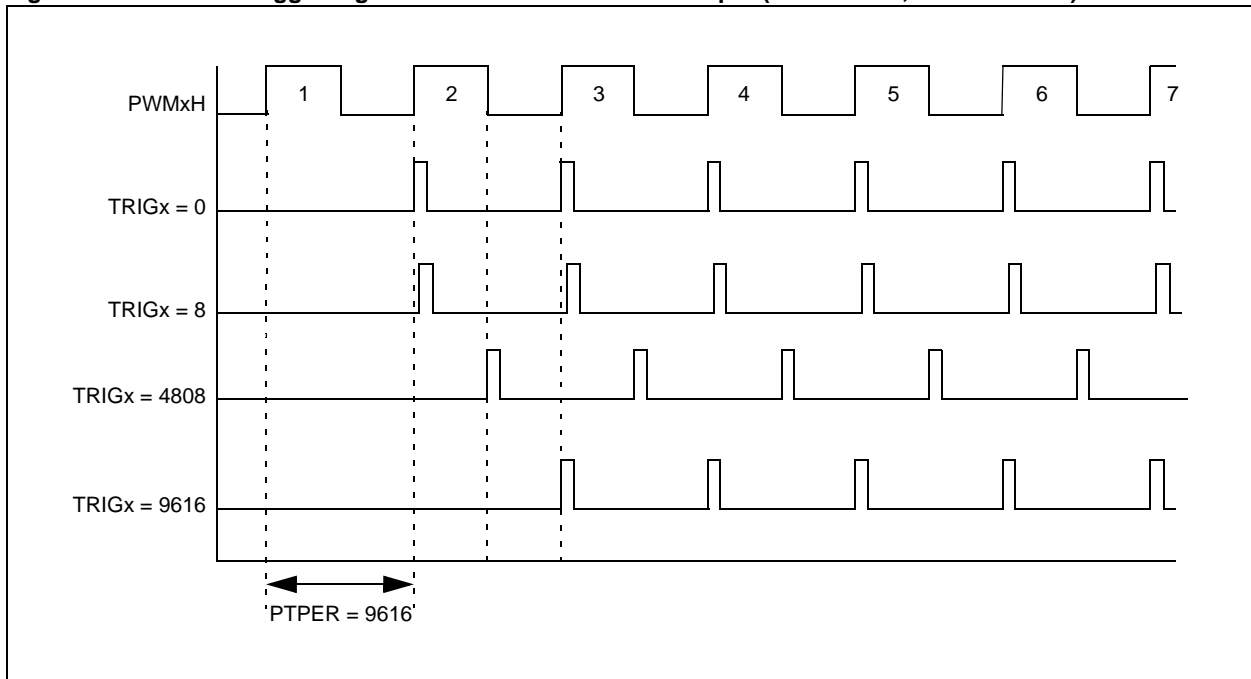 1 2 3 4 5 6 7
PWMxH
TRIGx = 0
TRIGx = 8
TRIGx = 4808
TRIGx = 9616
PTPER = 9616